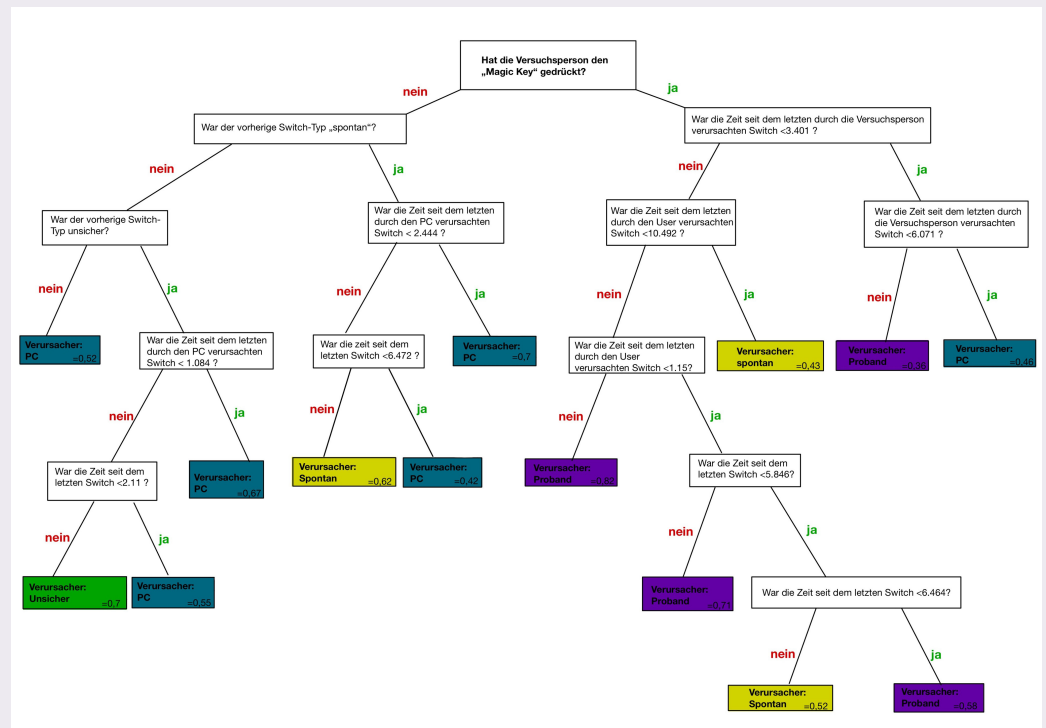 Hat die Versuchsperson den
„Magic Key“ gedrückt?
nein
ja
War der vorherige Switch-Typ „spontan“?
War die Zeit seit dem letzten durch die Versuchsperson
verursachten Switch <3.401 ?
nein
ja
nein
ja
War der vorherige Switch-
Typ unsicher?
War die Zeit seit dem letzten
durch den PC verursachten
Switch < 2.444 ?
War die Zeit seit dem letzten
durch den User verursachten
Switch <10.492 ?
War die Zeit seit dem letzten durch
die Versuchsperson verursachten
Switch <6.071 ?
nein
ja
nein
ja
nein
ja
nein
ja
Verursacher:
PC =0,52
War die Zeit seit dem letzten
durch den PC verursachten
Switch < 1.084 ?
War die Zeit seit dem
letzten Switch <6.472 ?
Verursacher:
PC =0,7
War die Zeit seit dem letzten
durch den User
verursachten Switch <1.15?
Verursacher:
spontan =0,43
Verursacher:
Proband =0,36
Verursacher:
PC =0,46
nein
ja
nein
ja
nein
ja
War die Zeit seit dem
letzten Switch <2.11 ?
Verursacher:
PC =0,67
Verursacher:
Spontan =0,62
Verursacher:
PC =0,42
Verursacher:
Proband =0,82
War die Zeit seit dem
letzten Switch <5.846?
nein
ja
nein
ja
Verursacher:
Unsicher =0,7
Verursacher:
PC =0,55
Verursacher:
Proband =0,71
War die Zeit seit dem letzten Switch <6.464?
nein
ja
Verursacher:
Spontan =0,52
Verursacher:
Proband =0,58